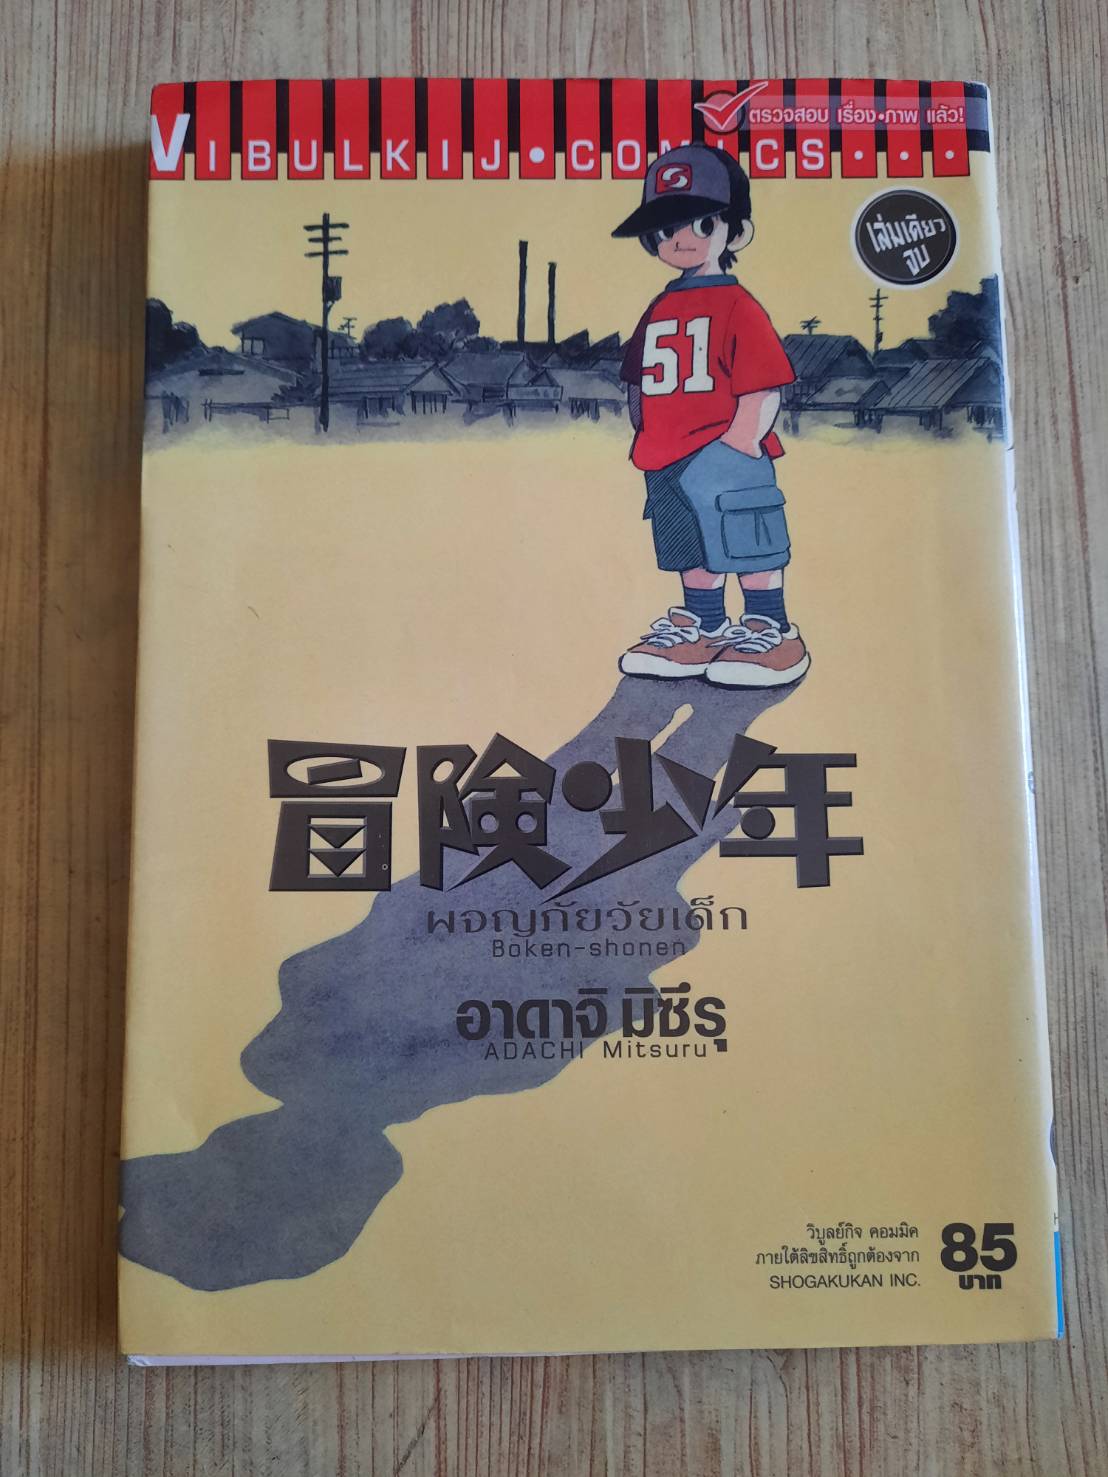 ตรวจสอบ เรื่อง•ภาพ แล้ว!
VIBULKIJ•COMICS...
เล่มเดียว
จบ
51
冒険少年
ผจญภัยวัยเด็ก
Boken-shonen
อาดาจิ มิซึรุ
ADACHI Mitsuru
วิบูลย์กิจ คอมมิค
ภายใต้ลิขสิทธิ์ถูกต้องจาก
SHOGAKUKAN INC.
85
บาท